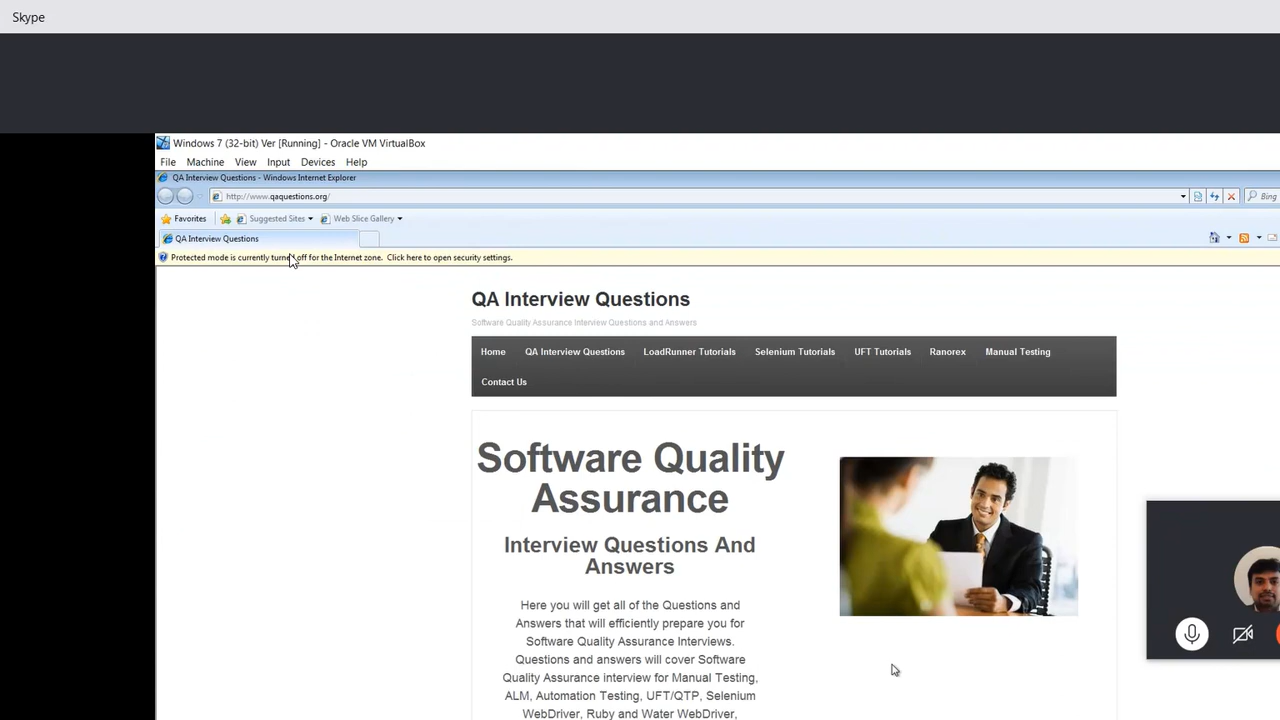 Skype
Windows 7 (32-bit) Ver [Running] - Oracle VM VirtualBox
File Machine View Input Devices Help
QA Interview Questions - Windows Internet Explorer
http://www.qaquestions.org/
Bing
Favorites Suggested Sites Web Slice Gallery
QA Interview Questions
Protected mode is currently turned off for the Internet zone. Click here to open security settings.
QA Interview Questions
Software Quality Assurance Interview Questions and Answers
Home QA Interview Questions LoadRunner Tutorials Selenium Tutorials UFT Tutorials Ranorex Manual Testing
Contact Us
Software Quality
Assurance
Interview Questions And
Answers
Here you will get all of the Questions and
Answers that will efficiently prepare you for
Software Quality Assurance Interviews.
Questions and answers will cover Software
Quality Assurance interview for Manual Testing,
ALM, Automation Testing, UFT/QTP, Selenium
WebDriver, Ruby and Water WebDriver,